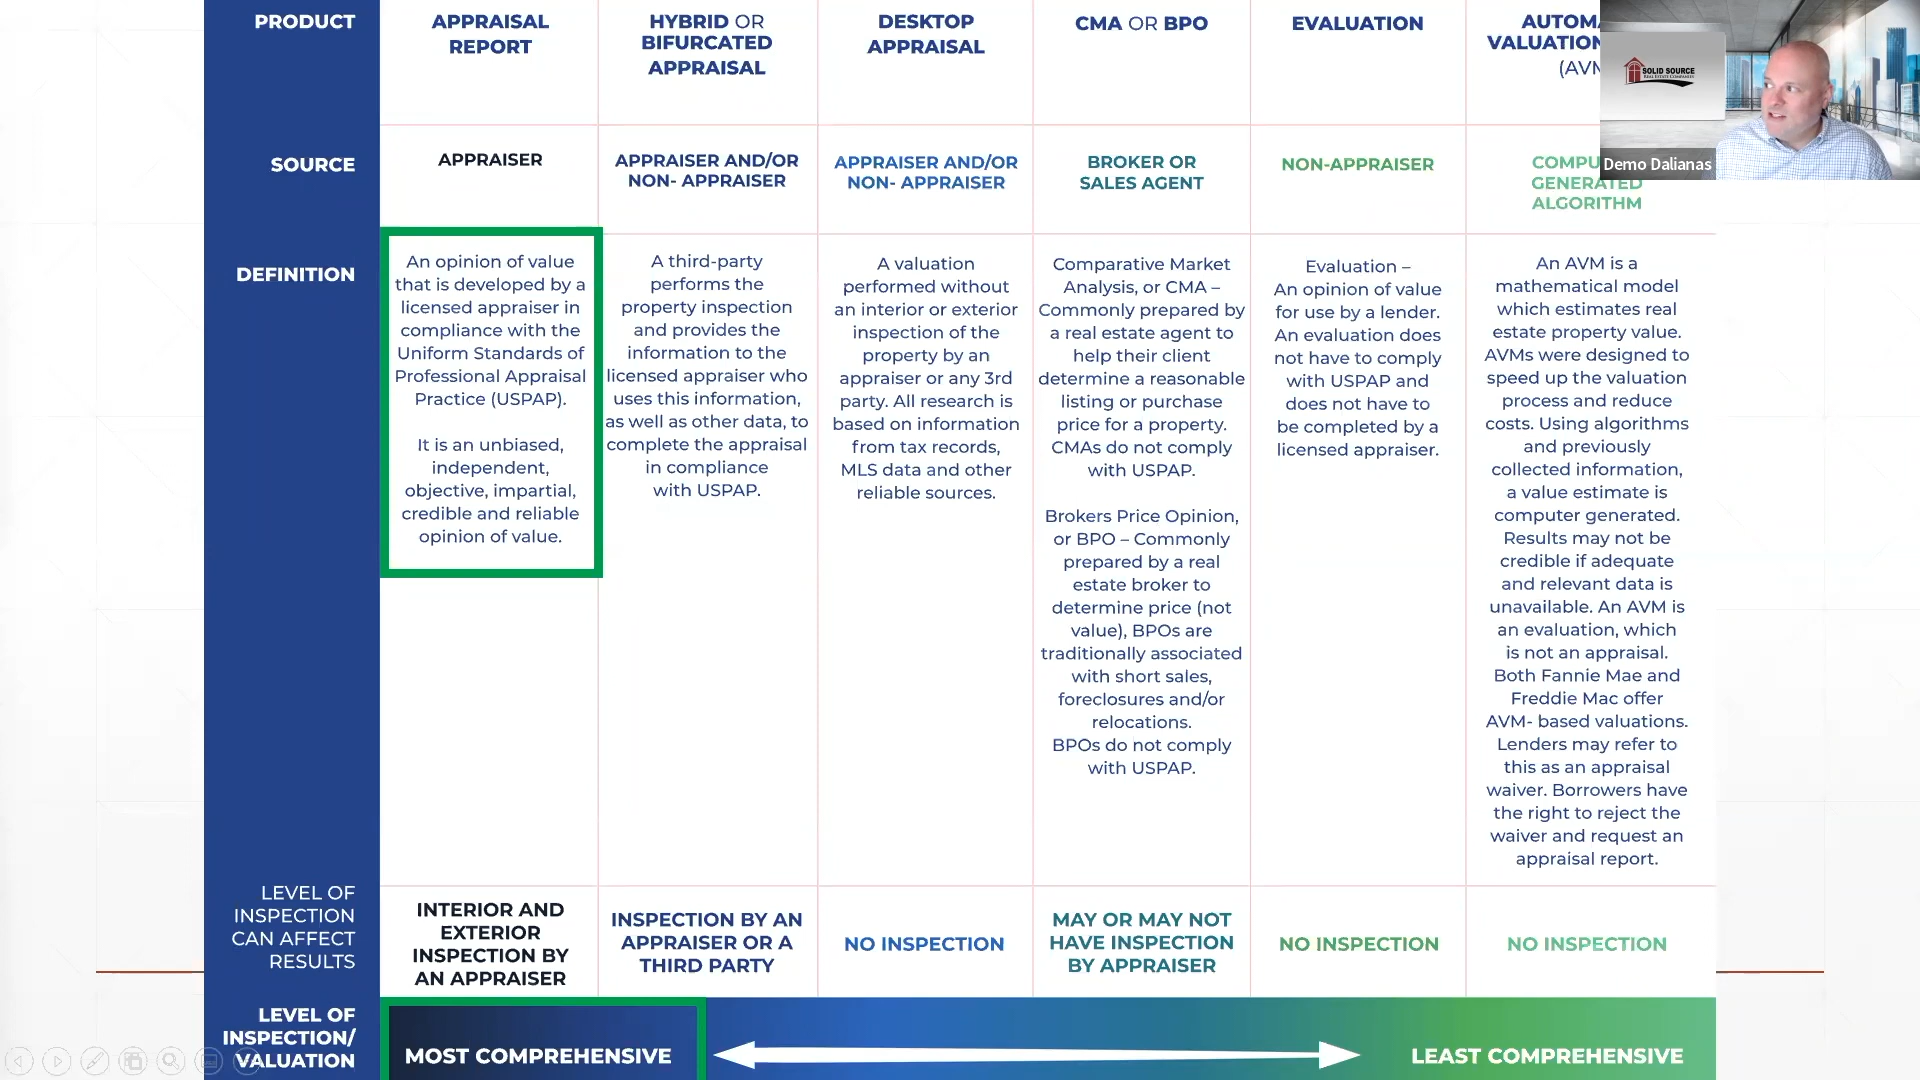 PRODUCT
APPRAISAL
REPORT
HYBRID OR
BIFURCATED
APPRAISAL
DESKTOP
APPRAISAL
CMA OR BPO
EVALUATION
AUTOM
VALUATION
(AVM
SOLID SOURCE
REAL ESTATE COMPANIES
Demo Dalianas
SOURCE
APPRAISER
APPRAISER AND/OR
NON- APPRAISER
APPRAISER AND/OR
NON- APPRAISER
BROKER OR
SALES AGENT
NON-APPRAISER
COMPU
GENERATED
ALGORITHM
DEFINITION
An opinion of value
that is developed by a
licensed appraiser in
compliance with the
Uniform Standards of
Professional Appraisal
Practice (USPAP).
It is an unbiased,
independent,
objective, impartial,
credible and reliable
opinion of value.
A third-party
performs the
property inspection
and provides the
information to the
licensed appraiser who
uses this information,
as well as other data, to
complete the appraisal
in compliance
with USPAP.
A valuation
performed without
an interior or exterior
inspection of the
property by an
appraiser or any 3rd
party. All research is
based on information
from tax records,
MLS data and other
reliable sources.
Comparative Market
Analysis, or CMA –
Commonly prepared by
a real estate agent to
help their client
determine a reasonable
listing or purchase
price for a property.
CMAs do not comply
with USPAP.
Brokers Price Opinion,
or BPO – Commonly
prepared by a real
estate broker to
determine price (not
value), BPOs are
traditionally associated
with short sales,
foreclosures and/or
relocations.
BPOs do not comply
with USPAP.
Evaluation –
An opinion of value
for use by a lender.
An evaluation does
not have to comply
with USPAP and
does not have to
be completed by a
licensed appraiser.
An AVM is a
mathematical model
which estimates real
estate property value.
AVMs were designed to
speed up the valuation
process and reduce
costs. Using algorithms
and previously
collected information,
a value estimate is
computer generated.
Results may not be
credible if adequate
and relevant data is
unavailable. An AVM is
an evaluation, which
is not an appraisal.
Both Fannie Mae and
Freddie Mac offer
AVM- based valuations.
Lenders may refer to
this as an appraisal
waiver. Borrowers have
the right to reject the
waiver and request an
appraisal report.
LEVEL OF
INSPECTION
CAN AFFECT
RESULTS
INTERIOR AND
EXTERIOR
INSPECTION BY
AN APPRAISER
INSPECTION BY AN
APPRAISER OR A
THIRD PARTY
NO INSPECTION
MAY OR MAY NOT
HAVE INSPECTION
BY APPRAISER
NO INSPECTION
NO INSPECTION
LEVEL OF
INSPECTION/
VALUATION
MOST COMPREHENSIVE
LEAST COMPREHENSIVE